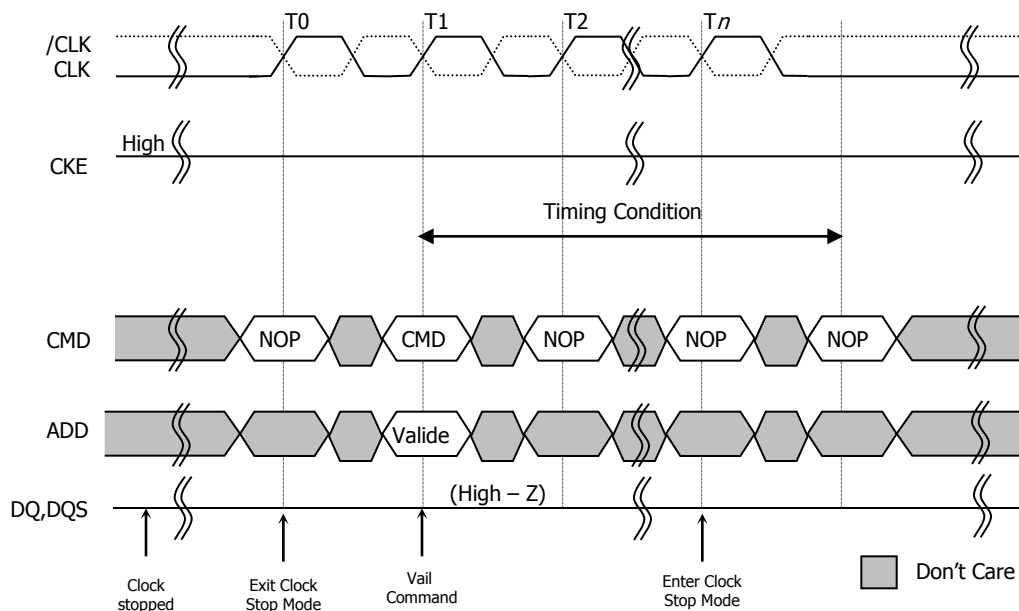 T0 T1 T2 Tn
/CLK
CLK
High
CKE
Timing Condition
CMD NOP CMD NOP NOP NOP
ADD Valide
(High – Z)
DQ,DQS
Clock
stopped
Exit Clock
Stop Mode
Vail
Command
Enter Clock
Stop Mode
Don't Care